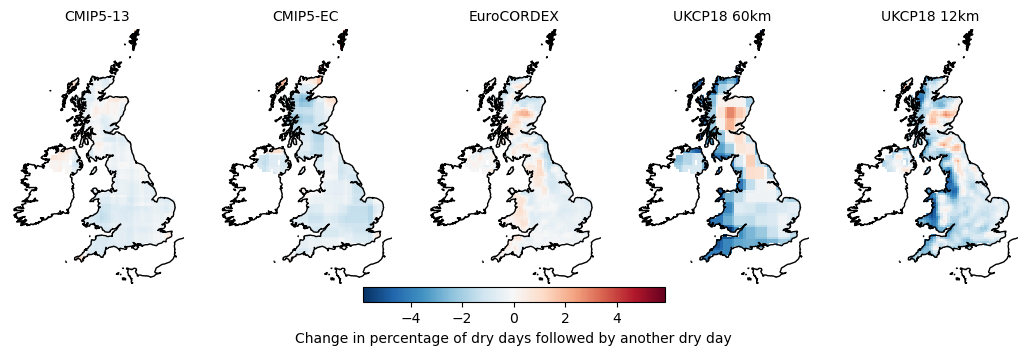 CMIP5-13 CMIP5-EC EuroCORDEX UKCP18 60km UKCP18 12km
−4 −2 0 2 4
Change in percentage of dry days followed by another dry day